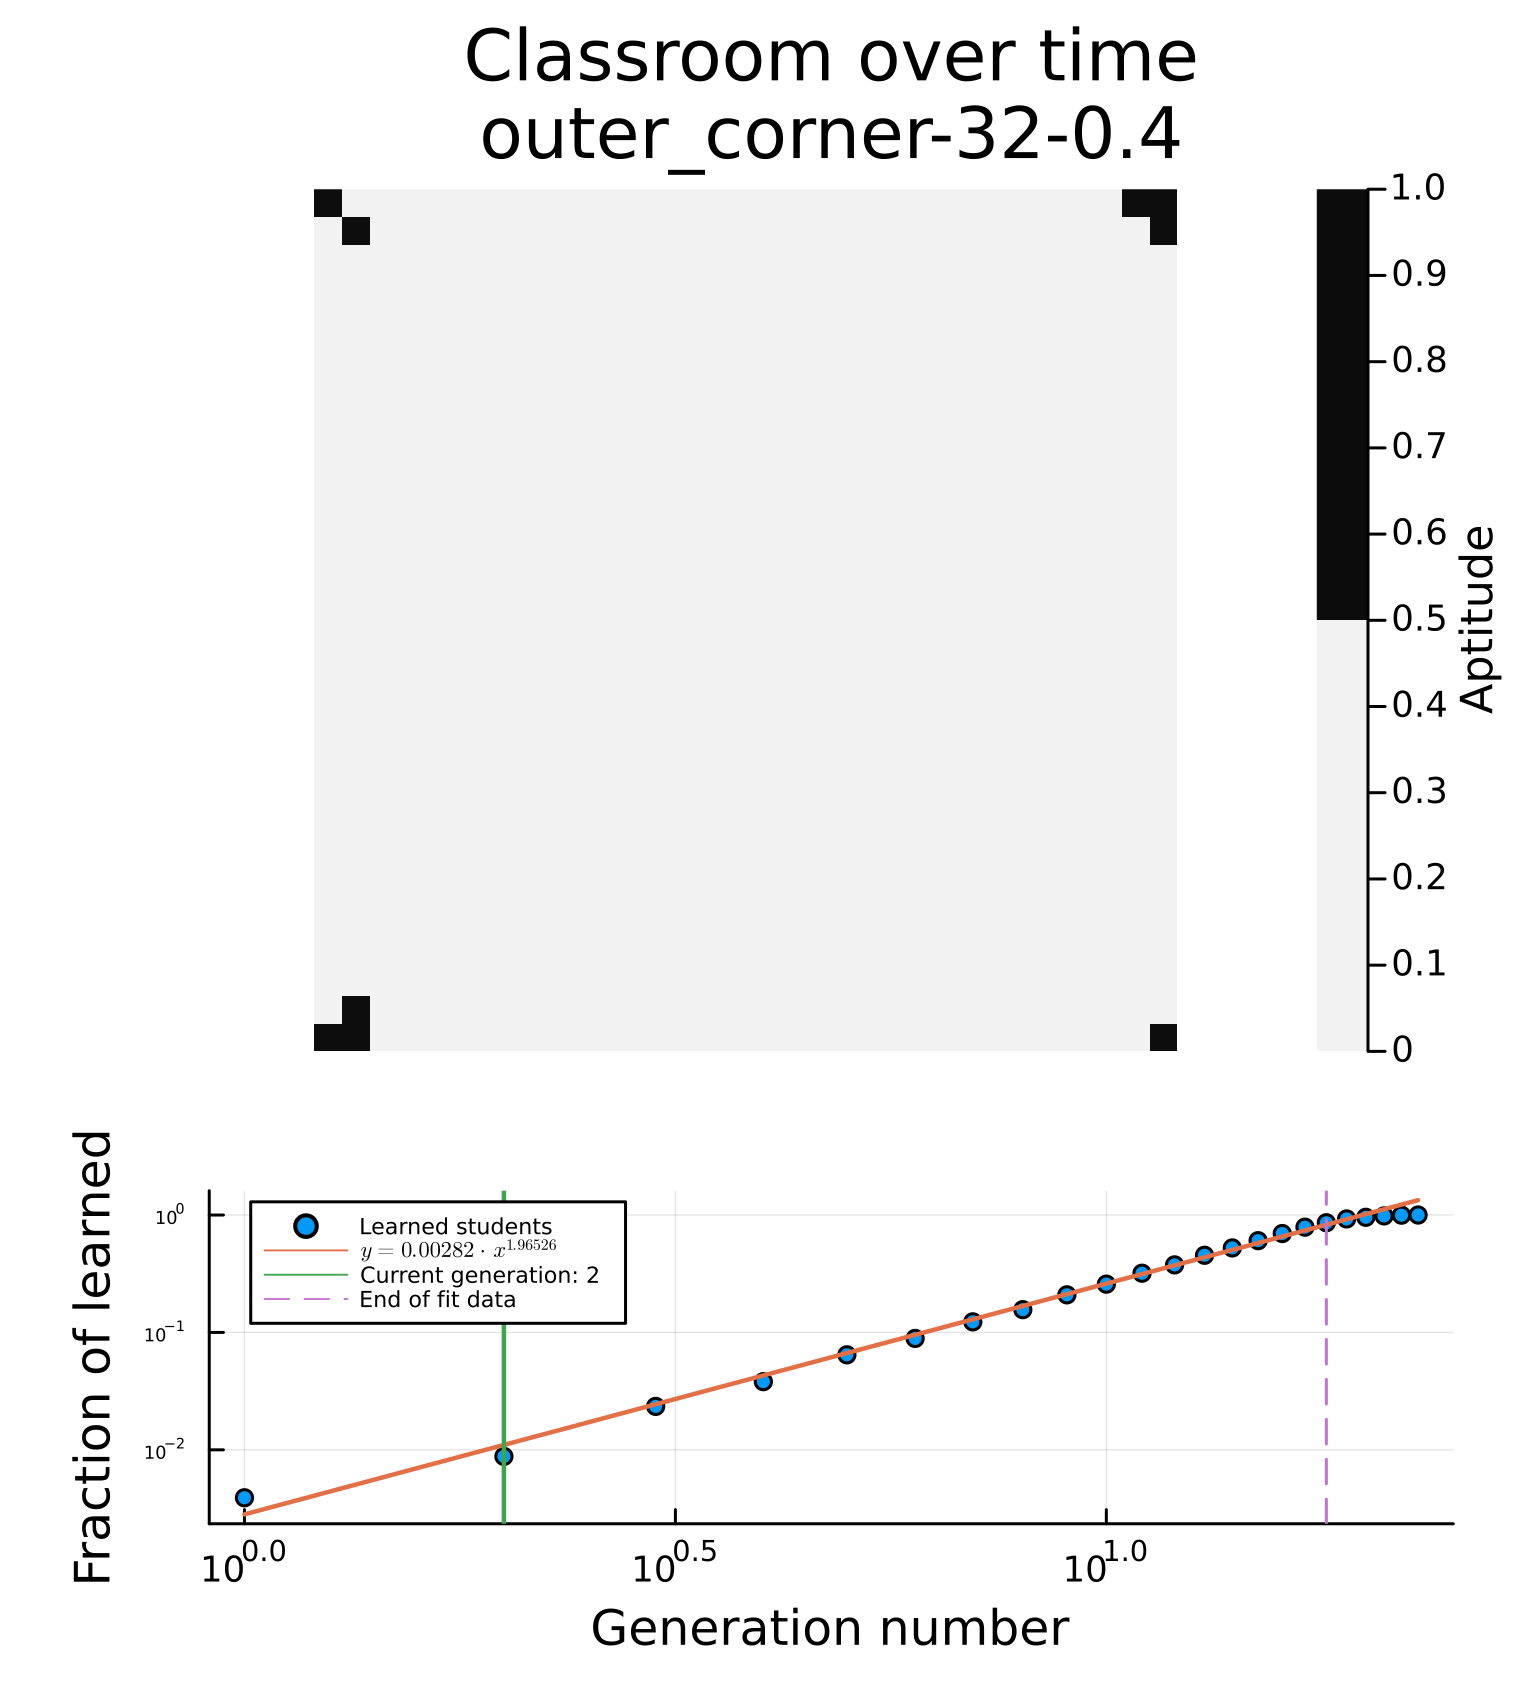 Classroom over time
outer_corner-32-0.4
1.0
0.9
0.8
0.7
0.6
0.5
0.4
0.3
0.2
0.1
0
Aptitude
Fraction of learned
10^0
10^−1
10^−2
Learned students
y = 0.00282 · x^1.96526
Current generation: 2
End of fit data
10^0.0
10^0.5
10^1.0
Generation number